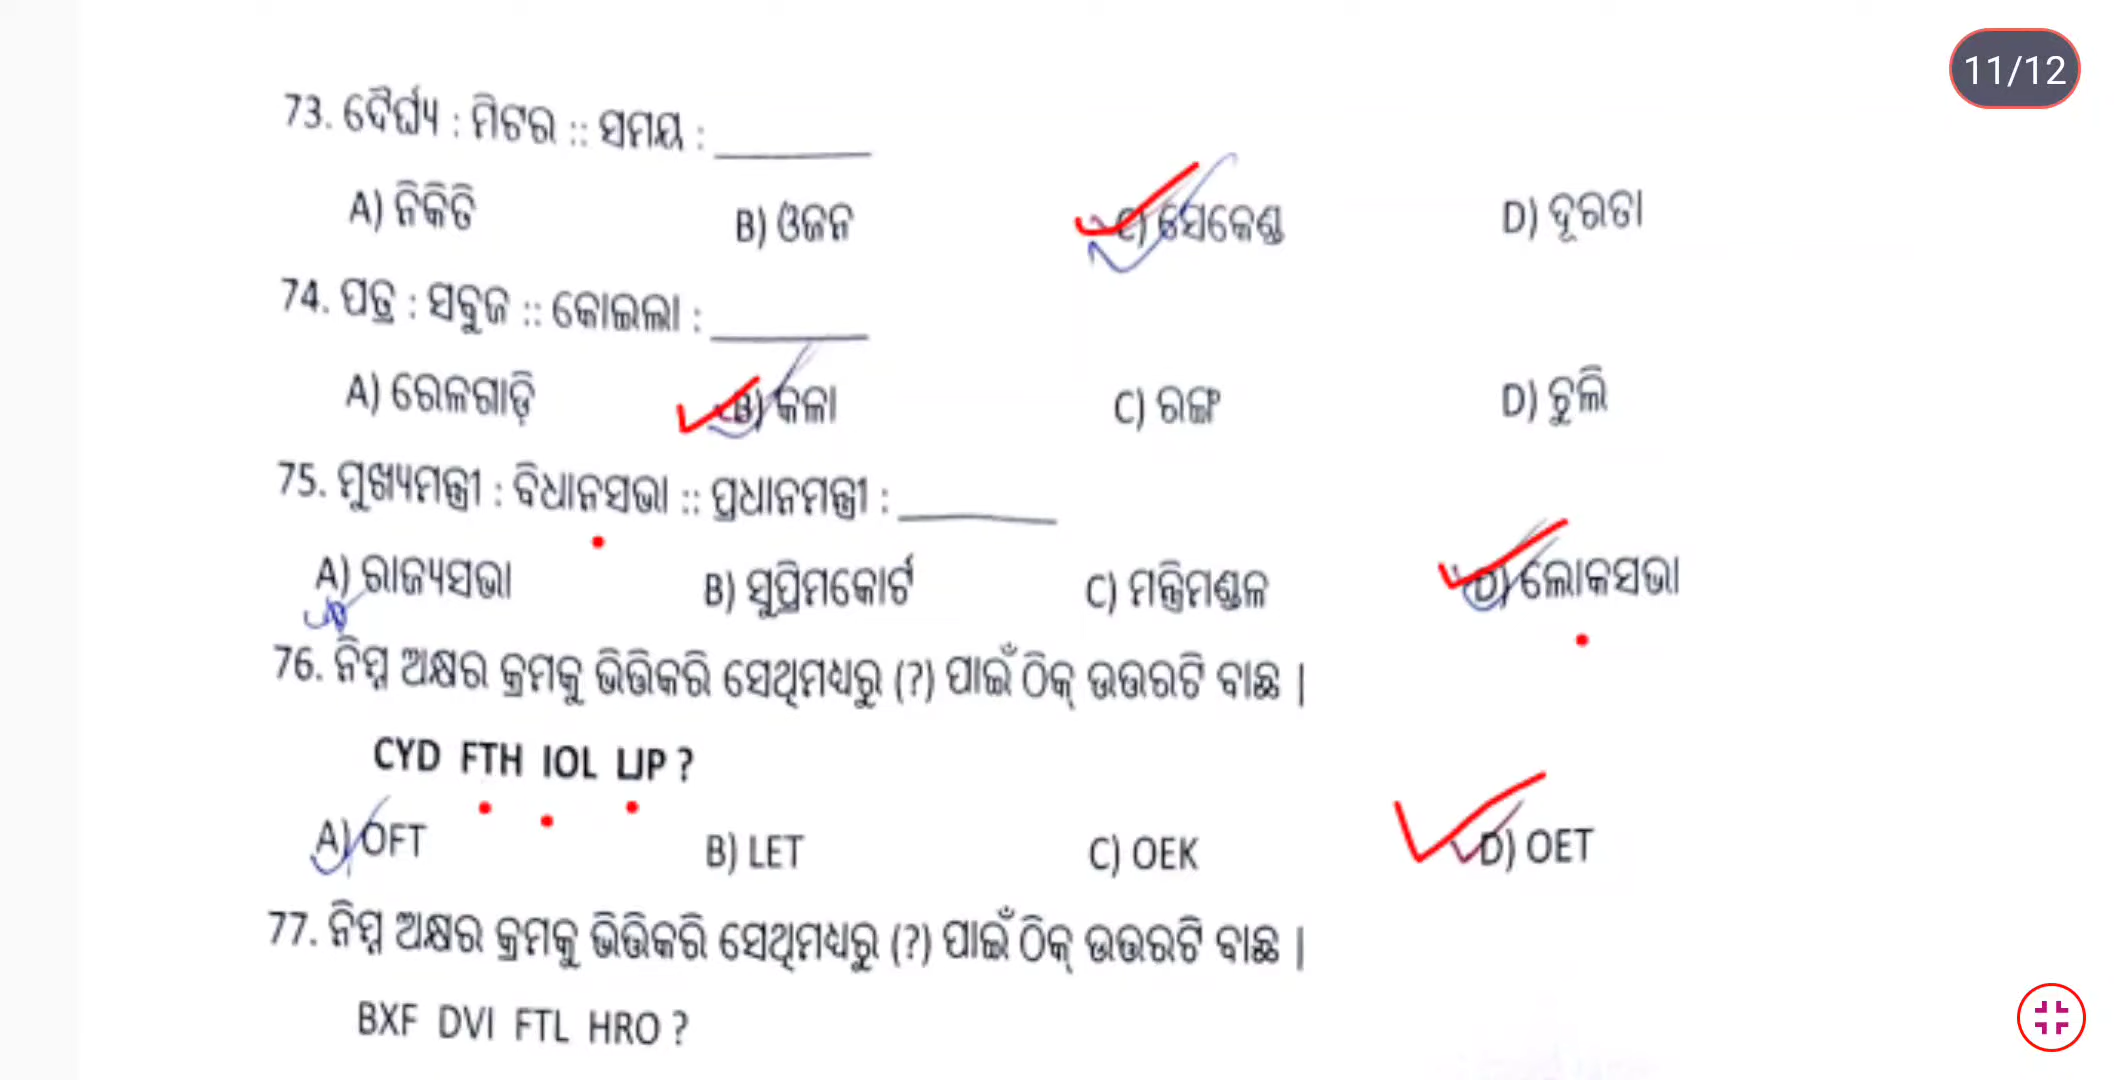 11/12
73. ଦୈର୍ଘ୍ୟ : ମିଟର :: ସମୟ : ______
A) ନିକିତି B) ଓଜନ C) ସେକେଣ୍ଡ D) ଦୂରତା
74. ପତ୍ର : ସବୁଜ :: କୋଇଲା : ______
A) ରେଳଗାଡ଼ି B) କଳା C) ରଙ୍ଗ D) ଚୁଲି
75. ମୁଖ୍ୟମନ୍ତ୍ରୀ : ବିଧାନସଭା :: ପ୍ରଧାନମନ୍ତ୍ରୀ : ______
A) ରାଜ୍ୟସଭା B) ସୁପ୍ରିମକୋର୍ଟ C) ମନ୍ତ୍ରିମଣ୍ଡଳ D) ଲୋକସଭା
76. ନିମ୍ନ ଅକ୍ଷର କ୍ରମକୁ ଭିତ୍ତିକରି ସେଥିମଧ୍ୟରୁ (?) ପାଇଁ ଠିକ୍ ଉତ୍ତରଟି ବାଛ |
CYD FTH IOL LJP ?
A) OFT B) LET C) OEK D) OET
77. ନିମ୍ନ ଅକ୍ଷର କ୍ରମକୁ ଭିତ୍ତିକରି ସେଥିମଧ୍ୟରୁ (?) ପାଇଁ ଠିକ୍ ଉତ୍ତରଟି ବାଛ |
BXF DVI FTL HRO ?